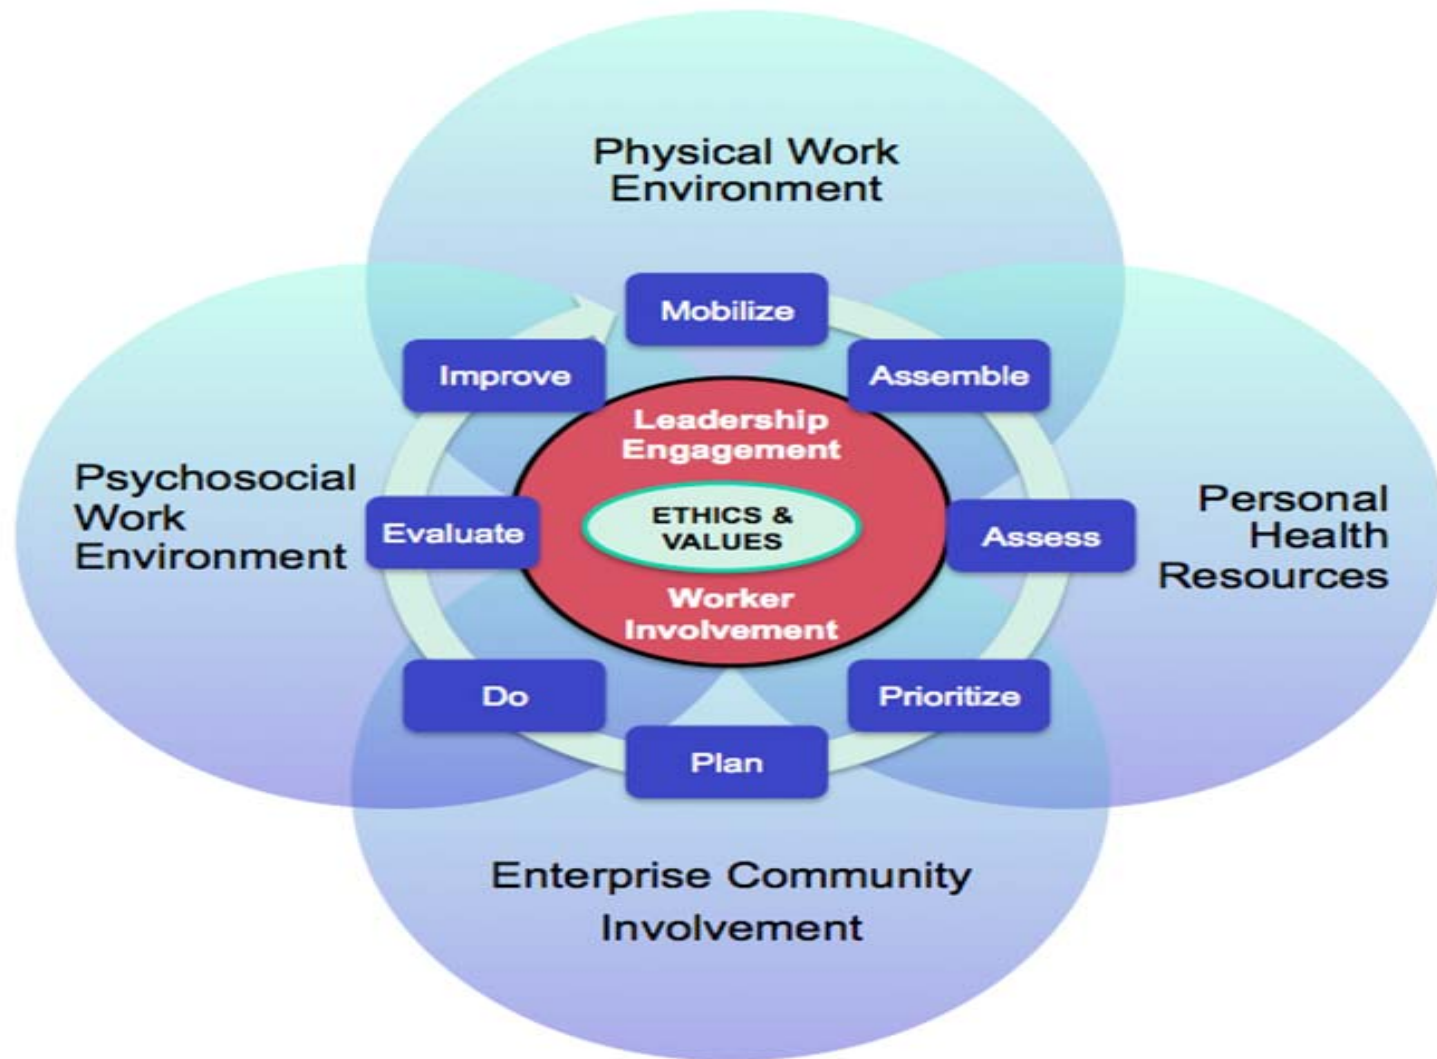 Physical Work
Environment
Mobilize
Improve
Assemble
Leadership
Engagement
Psychosocial
Work
Environment
Evaluate
ETHICS &
VALUES
Assess
Personal
Health
Resources
Worker
Involvement
Do
Prioritize
Plan
Enterprise Community
Involvement